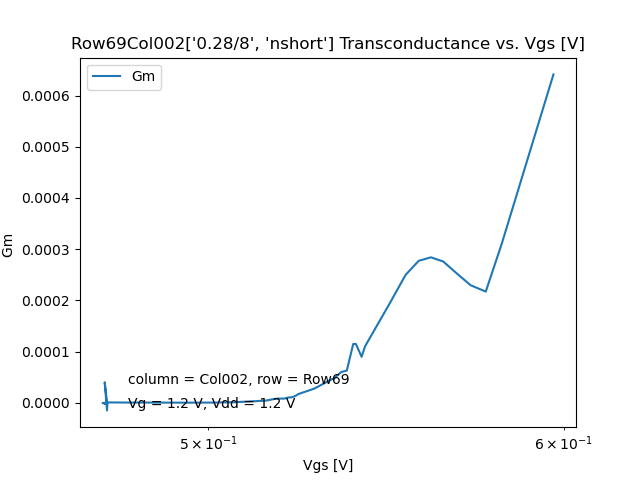 Row69Col002['0.28/8', 'nshort'] Transconductance vs. Vgs [V]
Gm
0.0006
0.0005
0.0004
0.0003
0.0002
0.0001
0.0000
Gm
column = Col002, row = Row69
Vg = 1.2 V, Vdd = 1.2 V
5 × 10⁻¹
6 × 10⁻¹
Vgs [V]